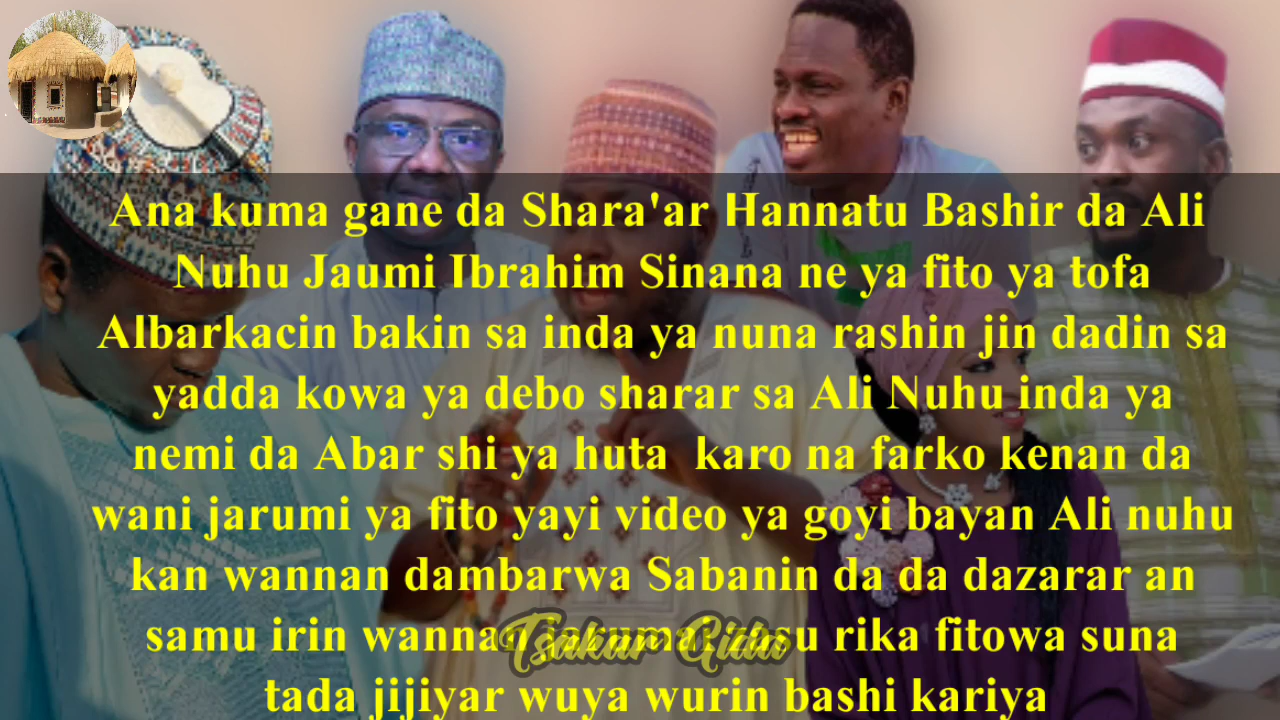 Ana kuma gane da Shara'ar Hannatu Bashir da Ali
Nuhu Jaumi Ibrahim Sinana ne ya fito ya tofa
Albarkacin bakin sa inda ya nuna rashin jin dadin sa
yadda kowa ya debo sharar sa Ali Nuhu inda ya
nemi da Abar shi ya huta karo na farko kenan da
wani jarumi ya fito yayi video ya goyi bayan Ali nuhu
kan wannan dambarwa Sabanin da da dazarar an
samu irin wannan jarumai zasu rika fitowa suna
Tsakar Gida
tada jijiyar wuya wurin bashi kariya